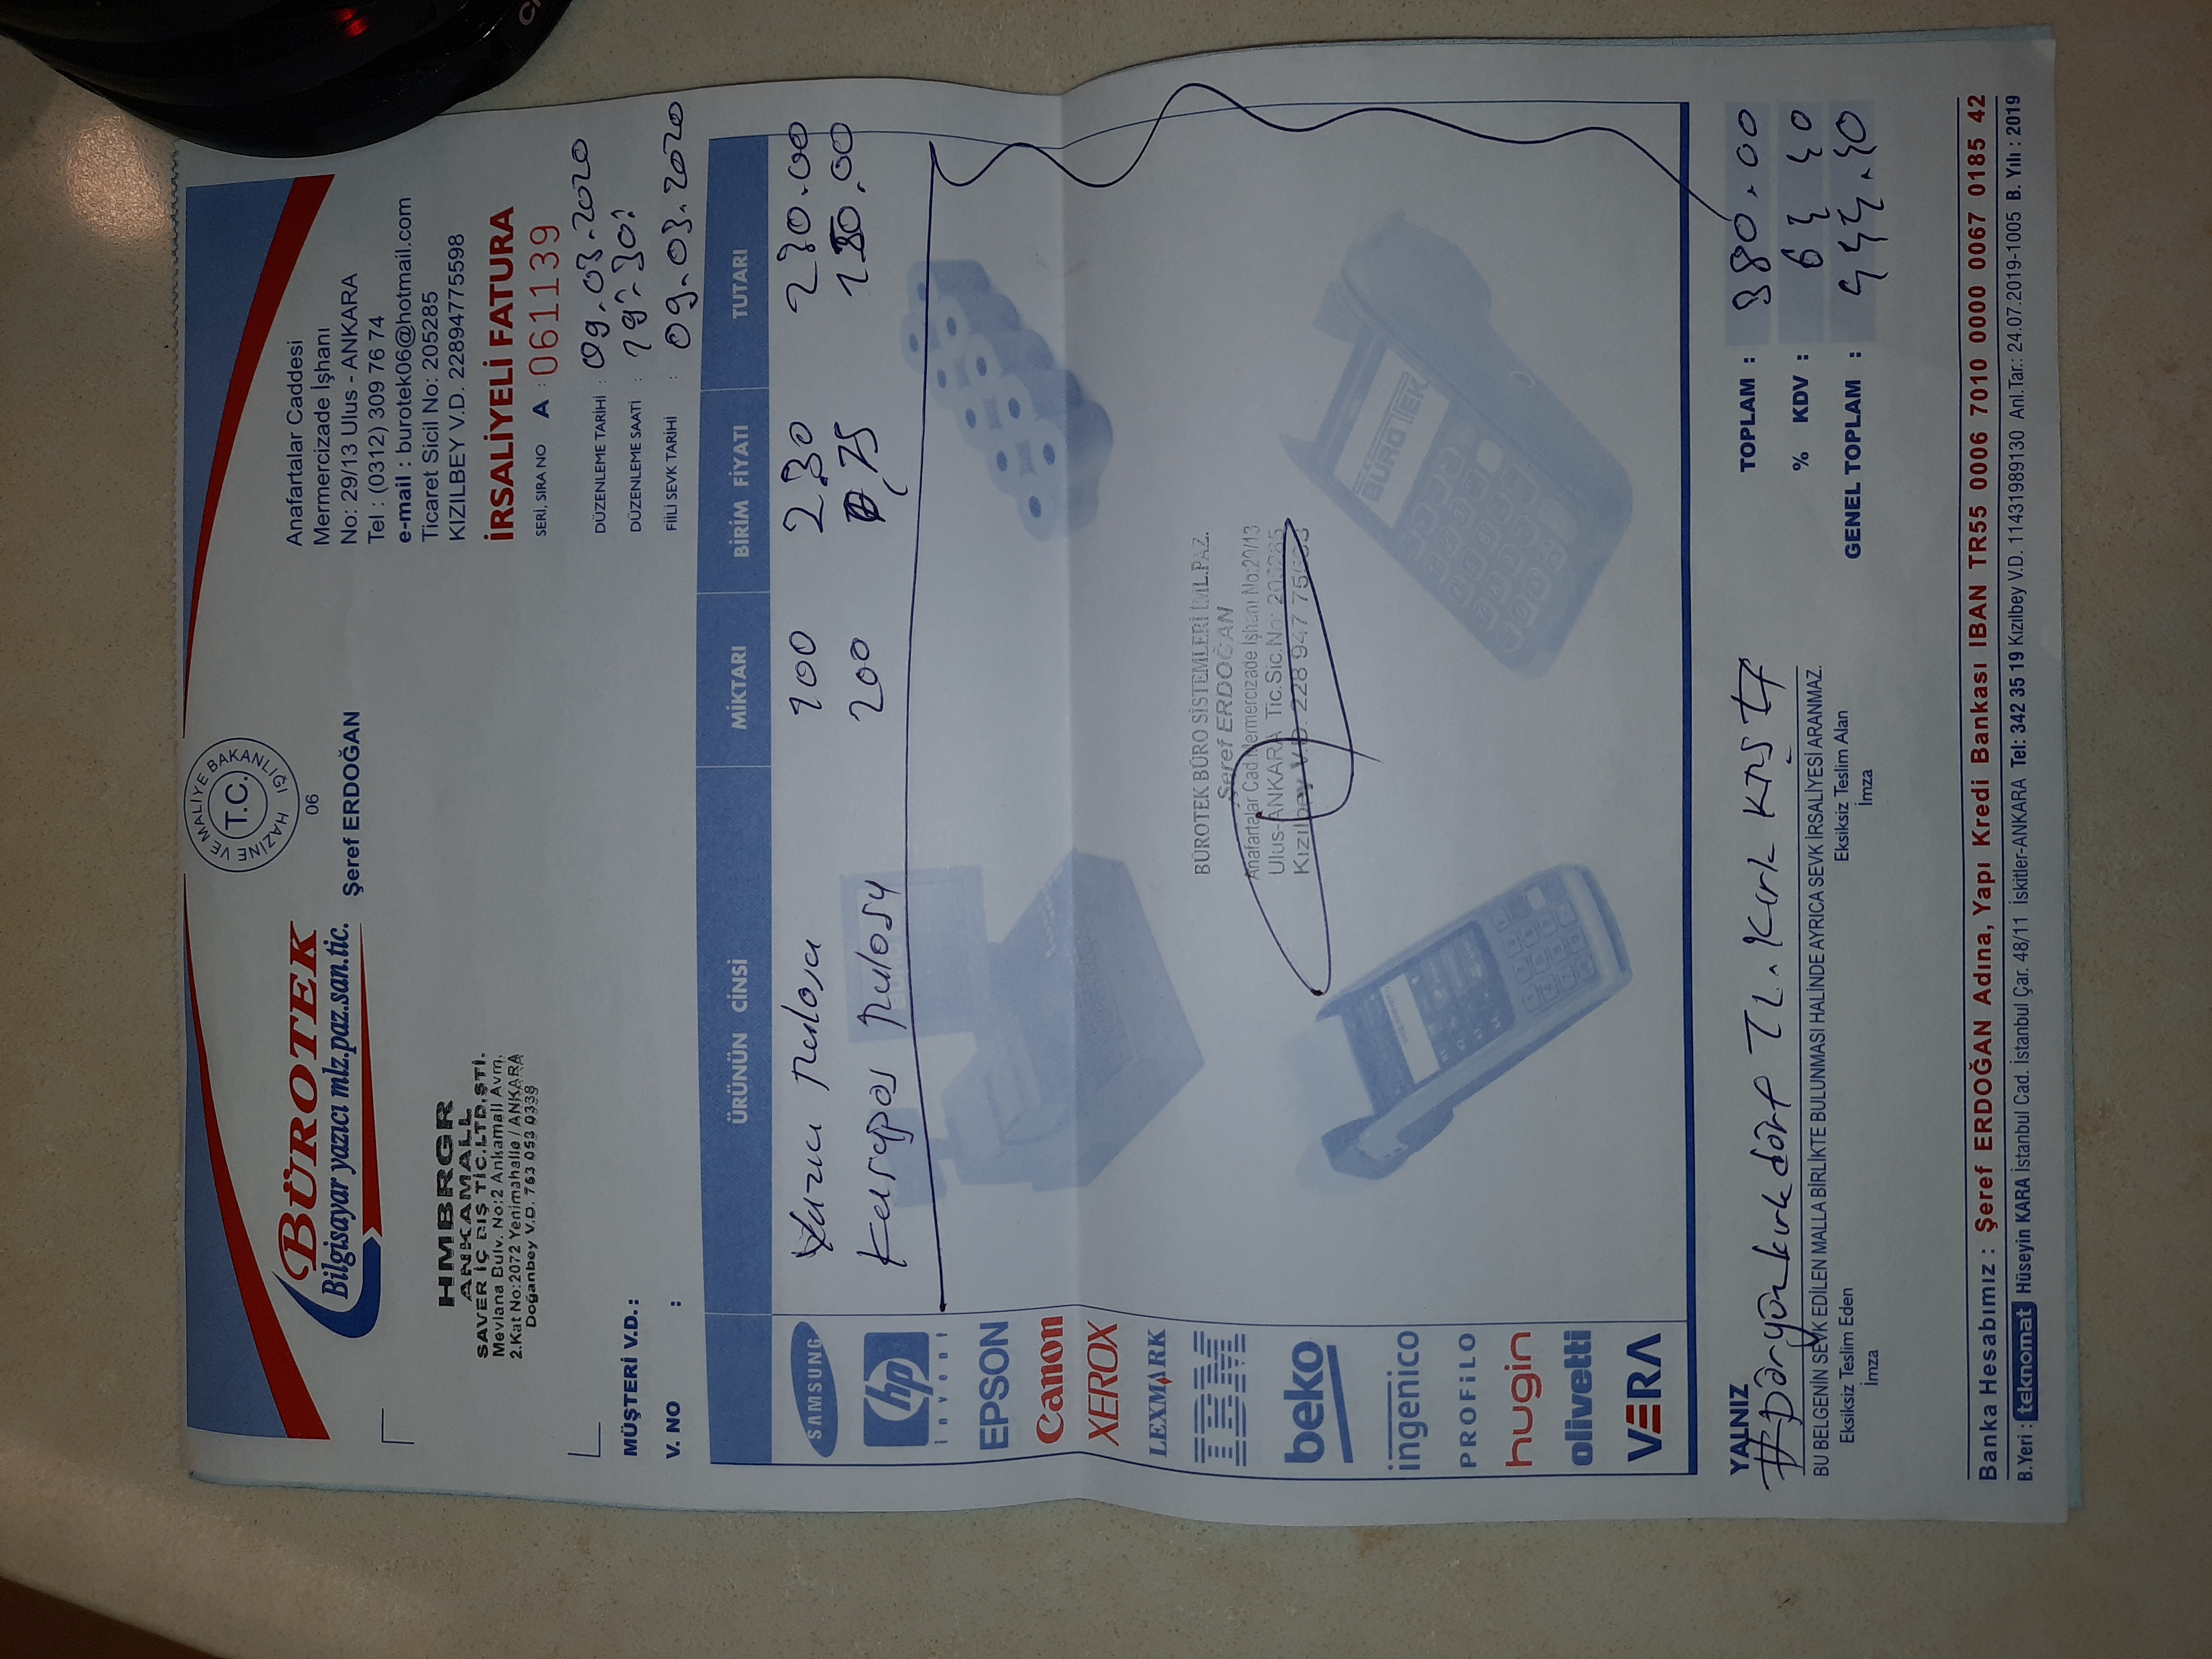 T.C. HAZİNE VE MALİYE BAKANLIĞI
06
BÜROTEK
Bilgisayar yazıcı mlz.paz.san.tic.
Şeref ERDOĞAN
Anafartalar Caddesi
Mermercizade İşhanı
No: 29/13 Ulus - ANKARA
Tel : (0312) 309 76 74
e-mail : burotek06@hotmail.com
Ticaret Sicil No: 205285
KIZILBEY V.D. 22894775598
HMBRGR
ANKAMALL
SAVER İÇ DIŞ TİC.LTD.ŞTİ.
Mevlana Bulv. No:2 Ankamall Avm.
2.Kat No:2072 Yenimahalle / ANKARA
Doğanbey V.D. 763 053 0338
İRSALİYELİ FATURA
SERİ, SIRA NO A : 061139
DÜZENLEME TARİHİ : 09.03.2020
DÜZENLEME SAATİ : 19:30
FİİLİ SEVK TARİHİ : 09.03.2020
MÜŞTERİ V.D. :
V. NO :
ÜRÜNÜN CİNSİ MİKTARI BİRİM FİYATI TUTARI
Yazıcı Rulosu 100 2,30 230.00
Rulosu 200 0,75 150.00
SAMSUNG
hp
invent
EPSON
Canon
XEROX
LEXMARK
IBM
beko
ingenico
PROFiLO
hugin
olivetti
VERA
BÜROTEK BÜRO SİSTEMLERİ İML.PAZ.
Şeref ERDOĞAN
Anafartalar Cad.Mermercizade İşhanı No:29/13
Ulus-ANKARA Tic.Sic.No: 205285
Kızılbey V.D. 228 947 75598
BÜROTEK
YALNIZ
#Dörtyüzkırkdört TL. Kırk KRŞ #
TOPLAM : 380.00
% KDV : 64 40
GENEL TOPLAM : 444.40
BU BELGENİN SEVK EDİLEN MALLA BİRLİKTE BULUNMASI HALİNDE AYRICA SEVK İRSALİYESİ ARANMAZ.
Eksiksiz Teslim Eden
İmza
Eksiksiz Teslim Alan
İmza
Banka Hesabımız : Şeref ERDOĞAN Adına, Yapı Kredi Bankası IBAN TR55 0006 7010 0000 0067 0185 42
B.Yeri : teknomat Hüseyin KARA İstanbul Cad. İstanbul Çar. 48/11 İskitler-ANKARA Tel: 342 35 19 Kızılbey V.D. 11431989130 Anl.Tar.: 24.07.2019-1005 B. Yılı : 2019